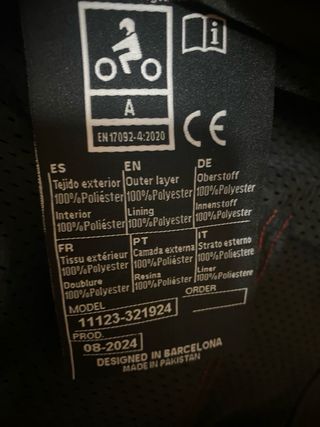 A
EN 17092-4:2020
CE
ES
Tejido exterior
100%Poliéster
Interior
100%Poliéster
EN
Outer layer
100%Polyester
Lining
100%Polyester
DE
Oberstoff
100%Polyester
Innenstoff
100%Polyester
FR
Tissu extérieur
100%Polyester
Doublure
100%Polyester
PT
Camada externa
100%Poliéster
Resina
100%Poliéster
IT
Strato esterno
100%Poliestere
Liner
100%Poliestere
MODEL
11123-321924
ORDER
PROD.
08-2024
DESIGNED IN BARCELONA
MADE IN PAKISTAN